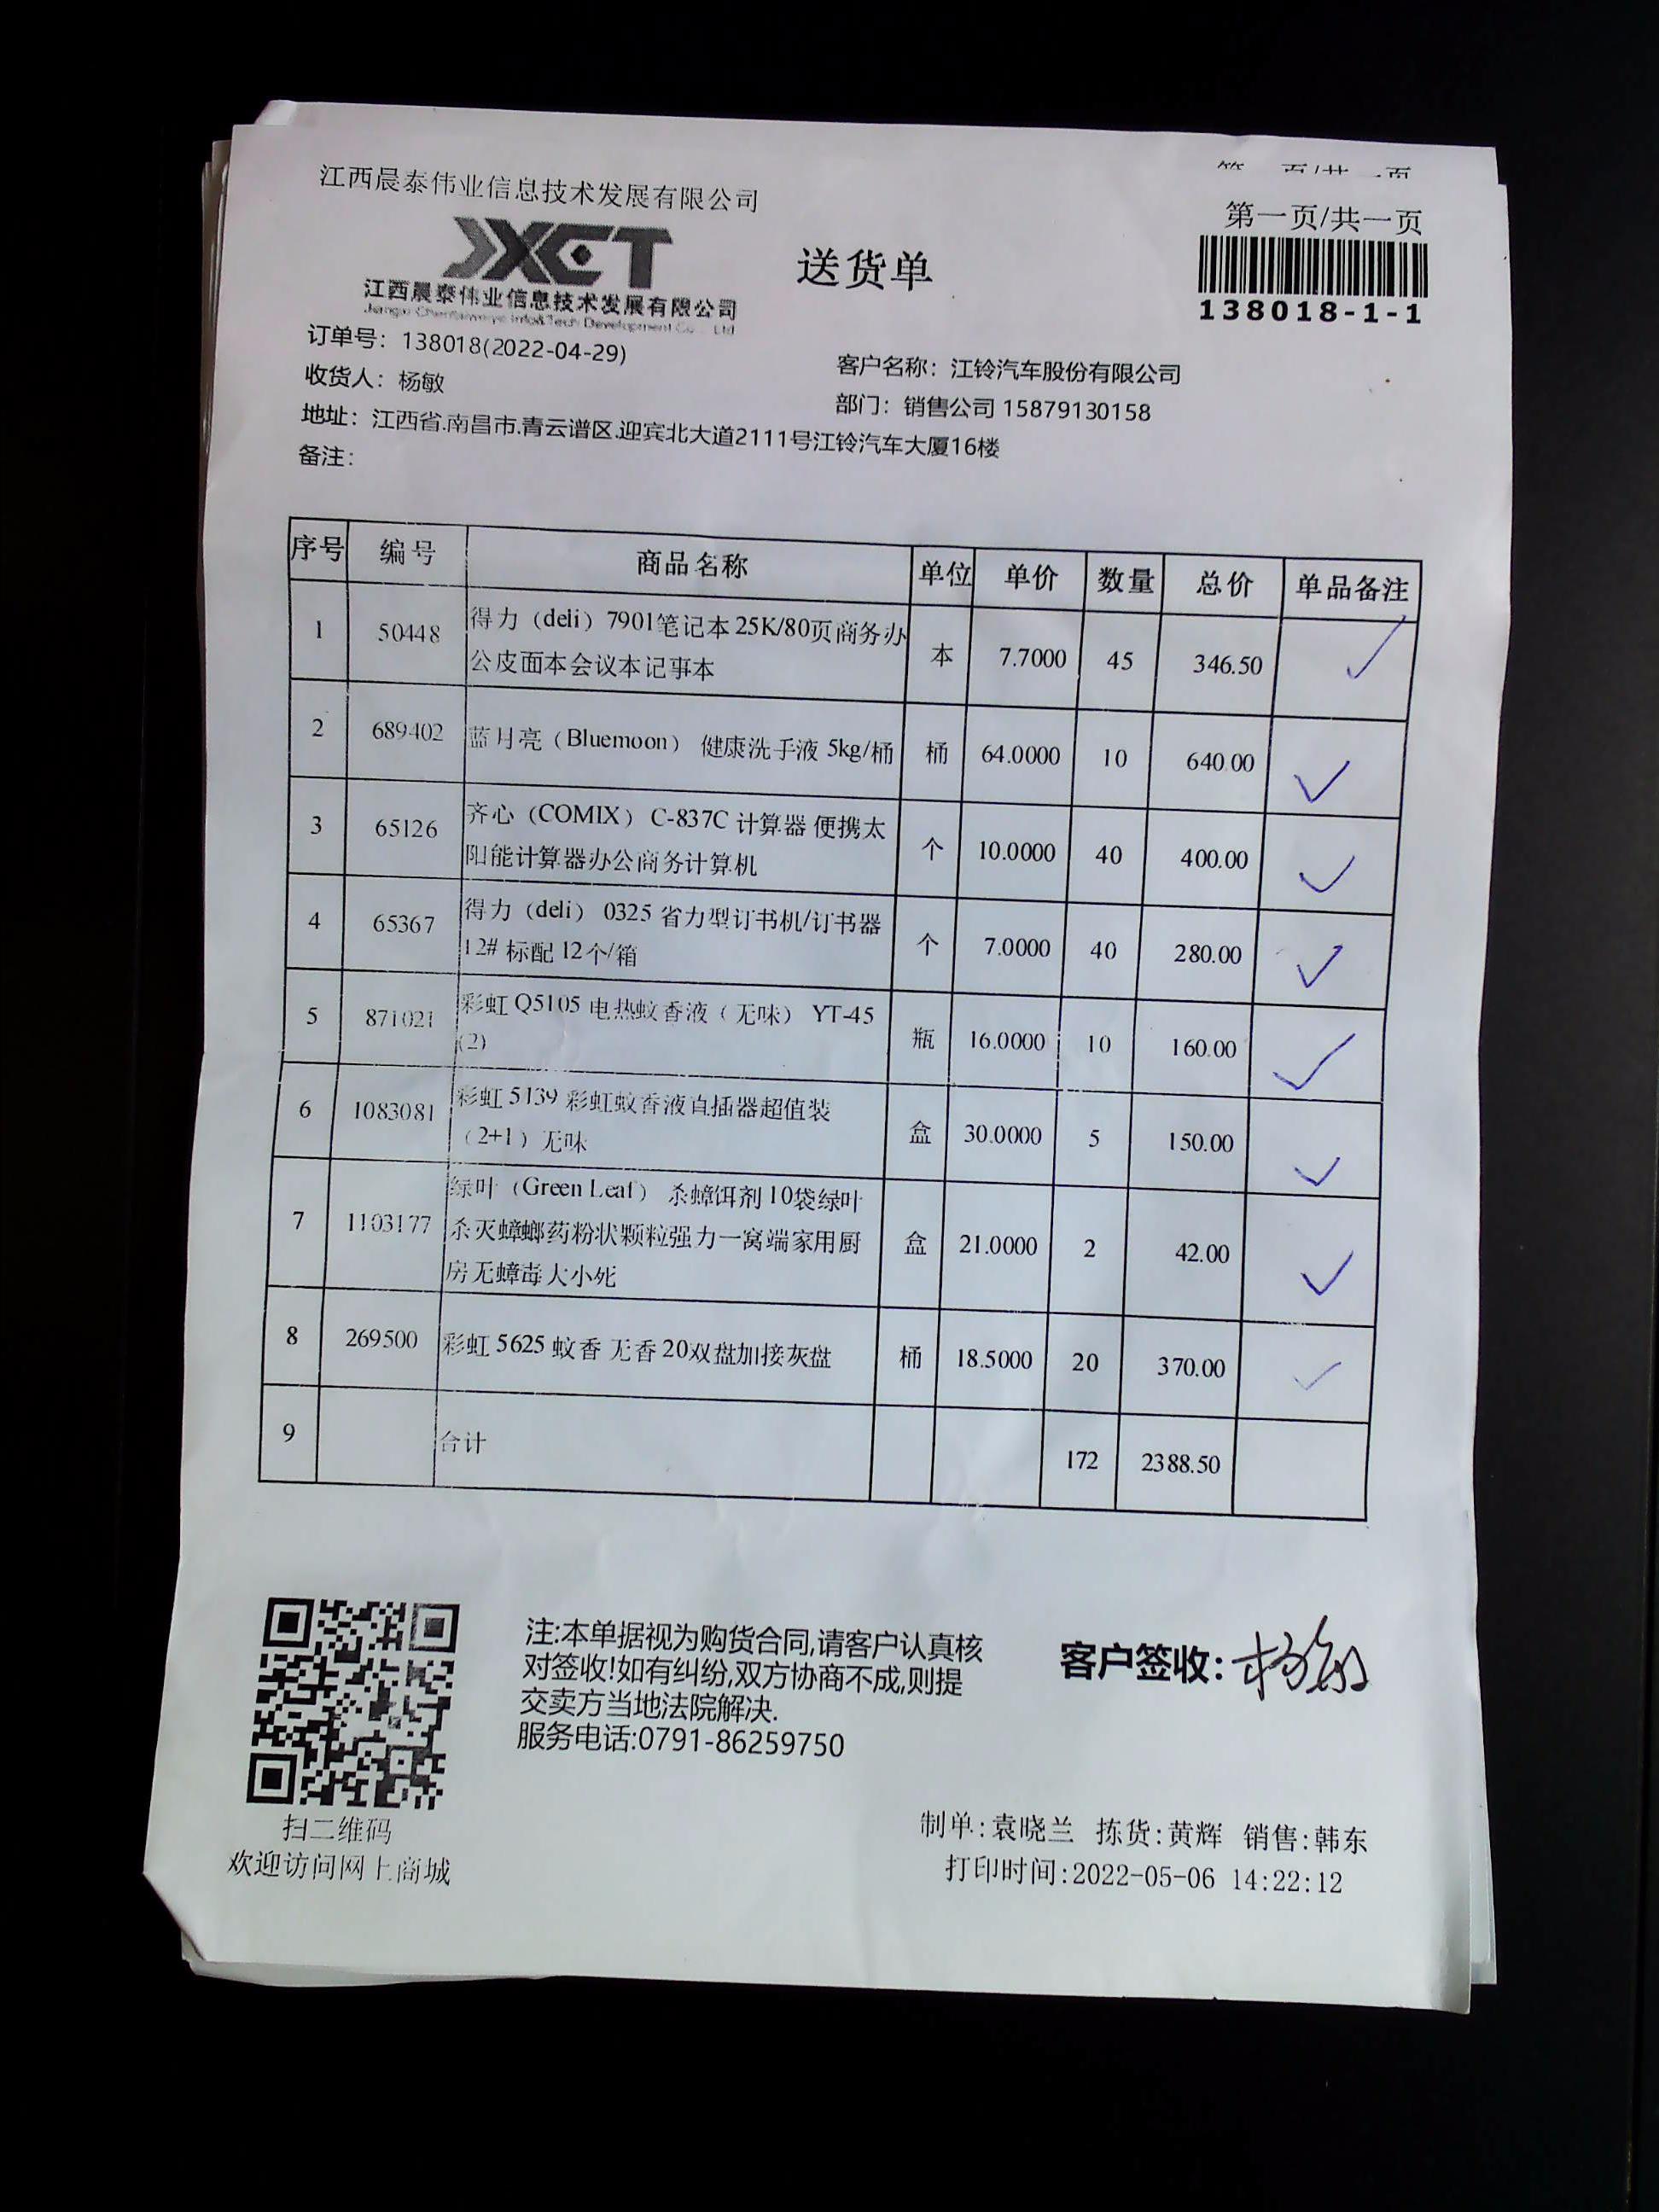 江西晨泰伟业信息技术发展有限公司
第一页/共一页
JXCT
江西晨泰伟业信息技术发展有限公司
送货单
138018-1-1
订单号：138018(2022-04-29)
客户名称：江铃汽车股份有限公司
收货人：杨敏
部门：销售公司 15879130158
地址：江西省.南昌市.青云谱区.迎宾北大道2111号江铃汽车大厦16楼
备注：
序号 编号 商品名称 单位 单价 数量 总价 单品备注
1 50448 得力（deli）7901笔记本 25K/80页商务办 本 7.7000 45 346.50
公皮面本会议本记事本
2 689402 蓝月亮（Bluemoon） 健康洗手液 5kg/桶 桶 64.0000 10 640.00
3 65126 齐心（COMIX） C-837C 计算器 便携太 个 10.0000 40 400.00
阳能计算器办公商务计算机
4 65367 得力（deli） 0325 省力型订书机/订书器 个 7.0000 40 280.00
12# 标配 12个/箱
5 871021 彩虹 Q5105 电热蚊香液（无味） YT-45 瓶 16.0000 10 160.00
(2)
6 1083081 彩虹 5139 彩虹蚊香液直插器超值装 盒 30.0000 5 150.00
（2+1）无味
7 1103177 绿叶（Green Leaf） 杀蟑饵剂 10袋绿叶 盒 21.0000 2 42.00
杀灭蟑螂药粉状颗粒强力一窝端家用厨
房无蟑毒大小死
8 269500 彩虹 5625 蚊香 无香 20双盘加接灰盘 桶 18.5000 20 370.00
9 合计 172 2388.50
注:本单据视为购货合同,请客户认真核
对签收!如有纠纷,双方协商不成,则提
交卖方当地法院解决.
服务电话:0791-86259750
客户签收: 杨敏
扫二维码
欢迎访问网上商城
制单:袁晓兰 拣货:黄辉 销售:韩东
打印时间:2022-05-06 14:22:12